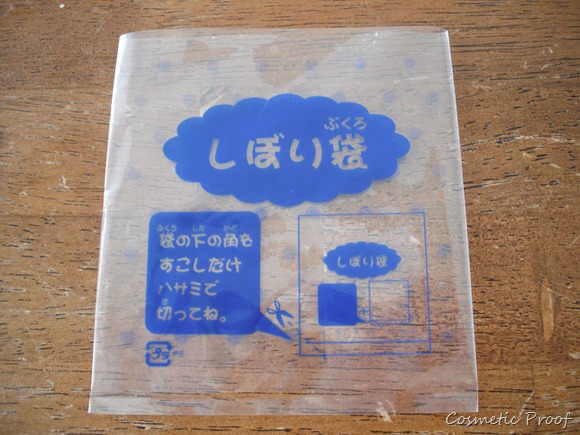 ぶくろ
しぼり袋
ふくろ した かど
袋の下の角を
すこしだけ
ハサミで
き
切ってね。
しぼり袋
プラ PE
Cosmetic Proof